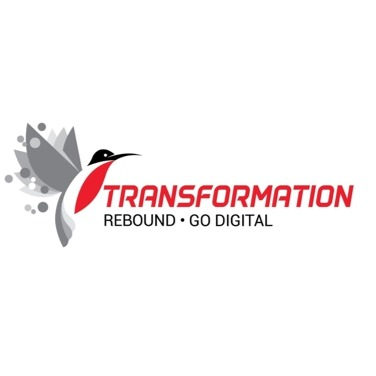 TRANSFORMATION
REBOUND • GO DIGITAL